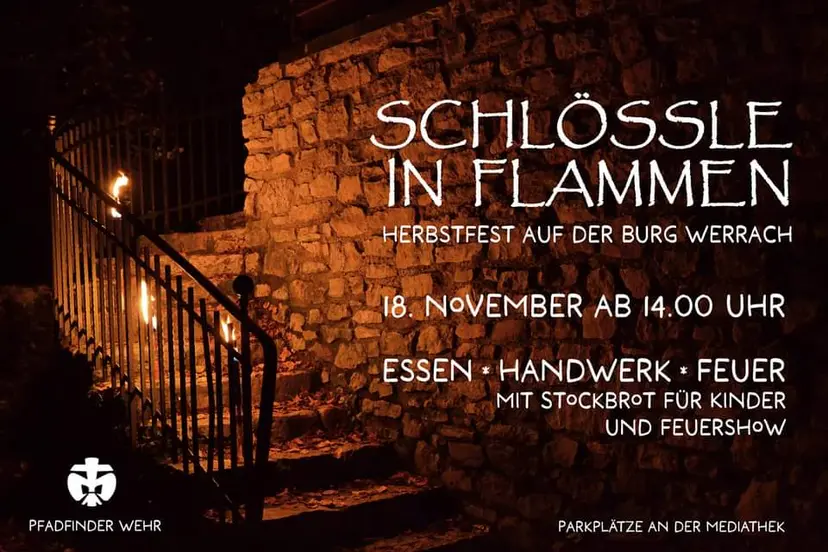 SCHLÖSSLE
IN FLAMMEN
HERBSTFEST AUF DER BURG WERRACH
18. NOVEMBER AB 14.00 UHR
ESSEN * HANDWERK * FEUER
MIT STOCKBROT FÜR KINDER
UND FEUERSHOW
PFADFINDER WEHR
PARKPLÄTZE AN DER MEDIATHEK